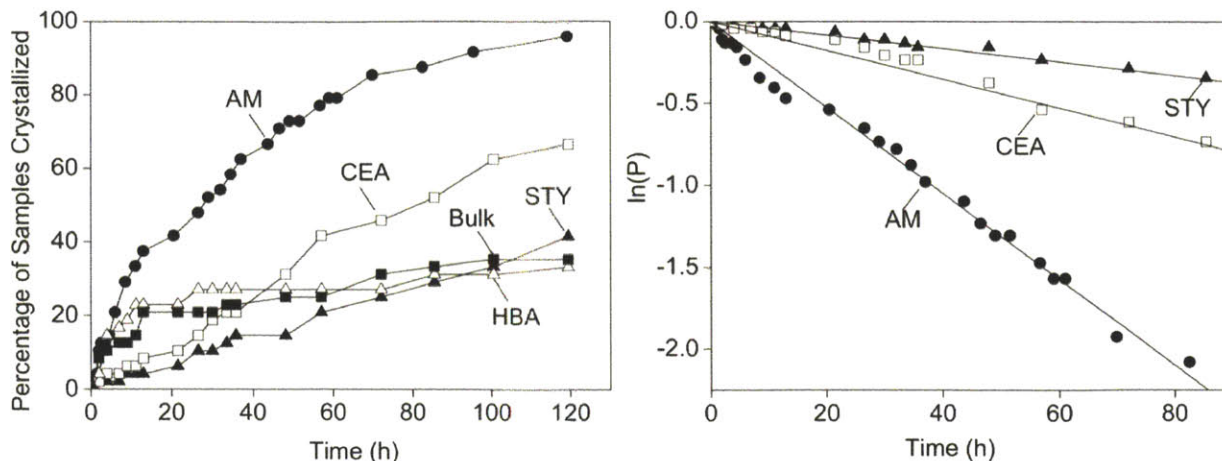 Percentage of Samples Crystallized
100
80
60
40
20
0
AM
CEA
STY
Bulk
HBA
0
20
40
60
80
100
120
Time (h)
ln(P)
0.0
-0.5
-1.0
-1.5
-2.0
STY
CEA
AM
0
20
40
60
80
Time (h)